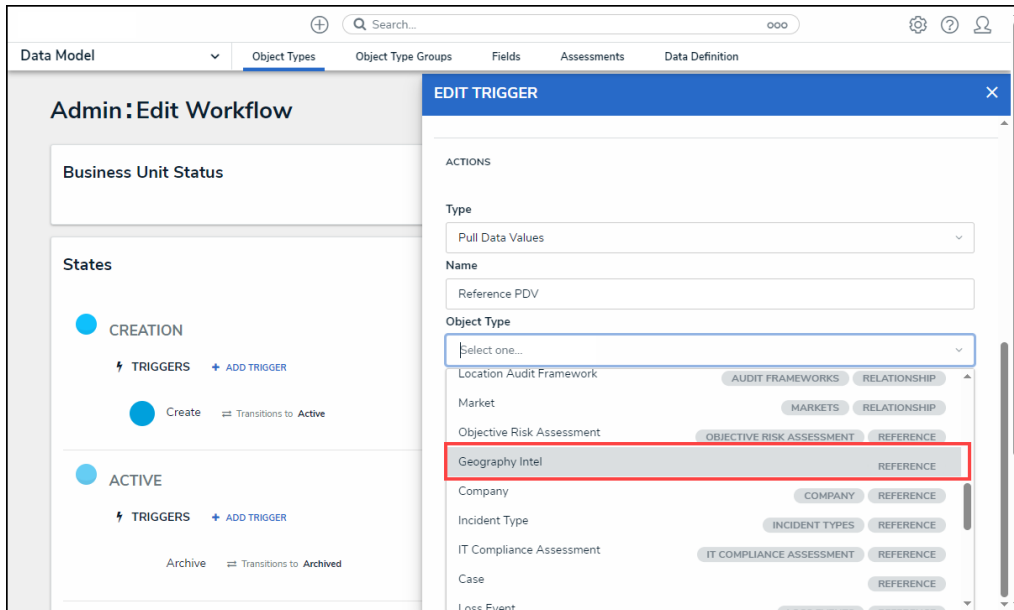 Search...
Data Model
Object Types
Object Type Groups
Fields
Assessments
Data Definition
Admin:Edit Workflow
Business Unit Status
States
CREATION
TRIGGERS + ADD TRIGGER
Create Transitions to Active
ACTIVE
TRIGGERS + ADD TRIGGER
Archive Transitions to Archived
EDIT TRIGGER
ACTIONS
Type
Pull Data Values
Name
Reference PDV
Object Type
Select one...
Location Audit Framework AUDIT FRAMEWORKS RELATIONSHIP
Market MARKETS RELATIONSHIP
Objective Risk Assessment OBJECTIVE RISK ASSESSMENT REFERENCE
Geography Intel REFERENCE
Company COMPANY REFERENCE
Incident Type INCIDENT TYPES REFERENCE
IT Compliance Assessment IT COMPLIANCE ASSESSMENT REFERENCE
Case REFERENCE
Loss Event